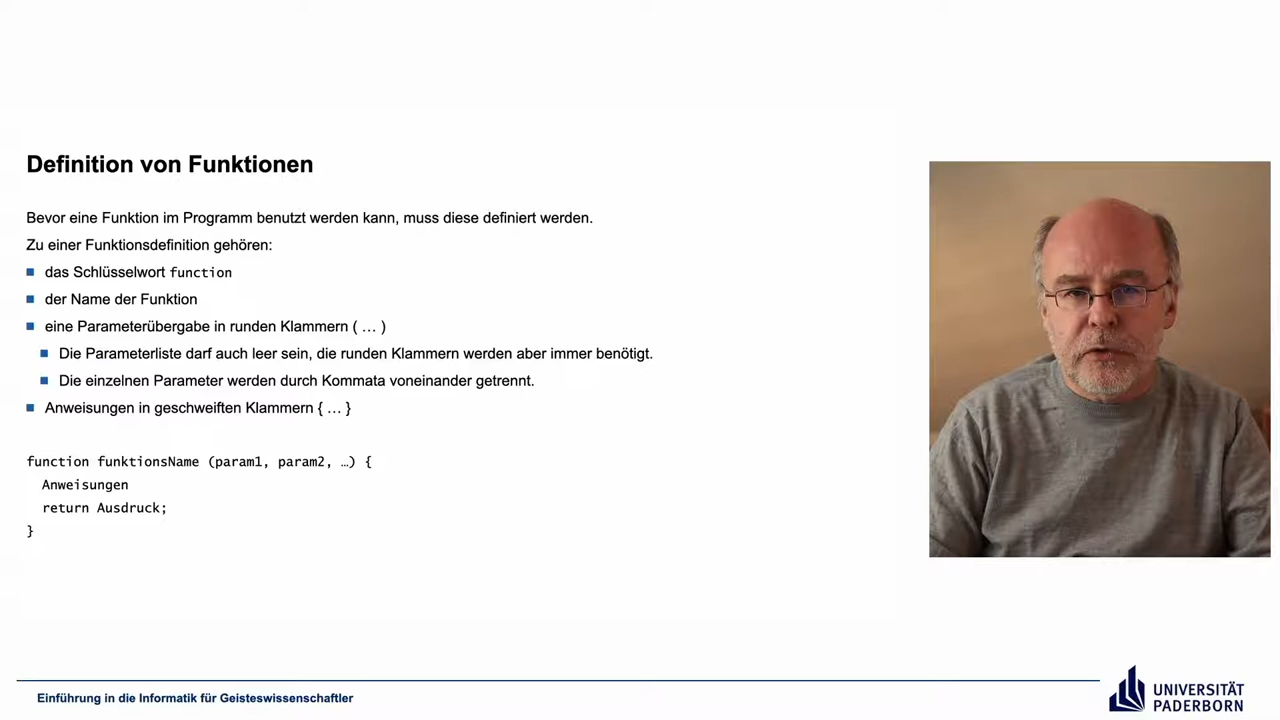 Definition von Funktionen
Bevor eine Funktion im Programm benutzt werden kann, muss diese definiert werden.
Zu einer Funktionsdefinition gehören:
das Schlüsselwort function
der Name der Funktion
eine Parameterübergabe in runden Klammern ( … )
Die Parameterliste darf auch leer sein, die runden Klammern werden aber immer benötigt.
Die einzelnen Parameter werden durch Kommata voneinander getrennt.
Anweisungen in geschweiften Klammern { … }
function funktionsName (param1, param2, …) {
Anweisungen
return Ausdruck;
}
Einführung in die Informatik für Geisteswissenschaftler
UNIVERSITÄT
PADERBORN